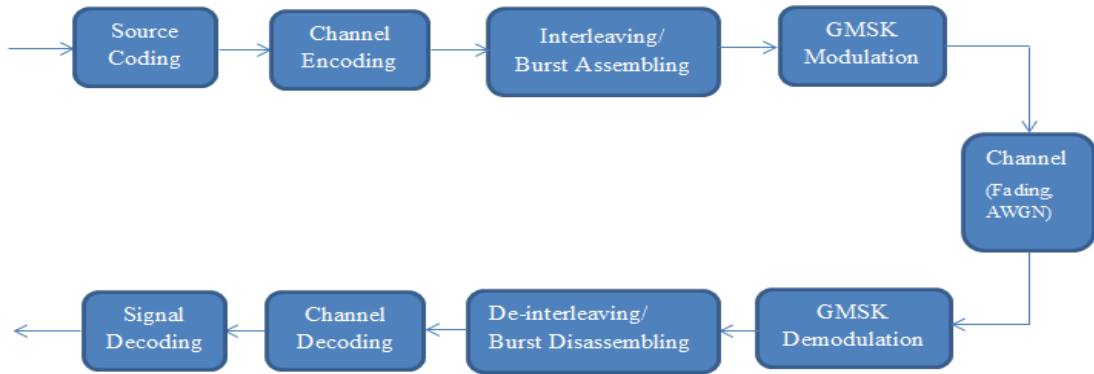 Source
Coding
Channel
Encoding
Interleaving/
Burst Assembling
GMSK
Modulation
Channel
(Fading,
AWGN)
Signal
Decoding
Channel
Decoding
De-interleaving/
Burst Disassembling
GMSK
Demodulation